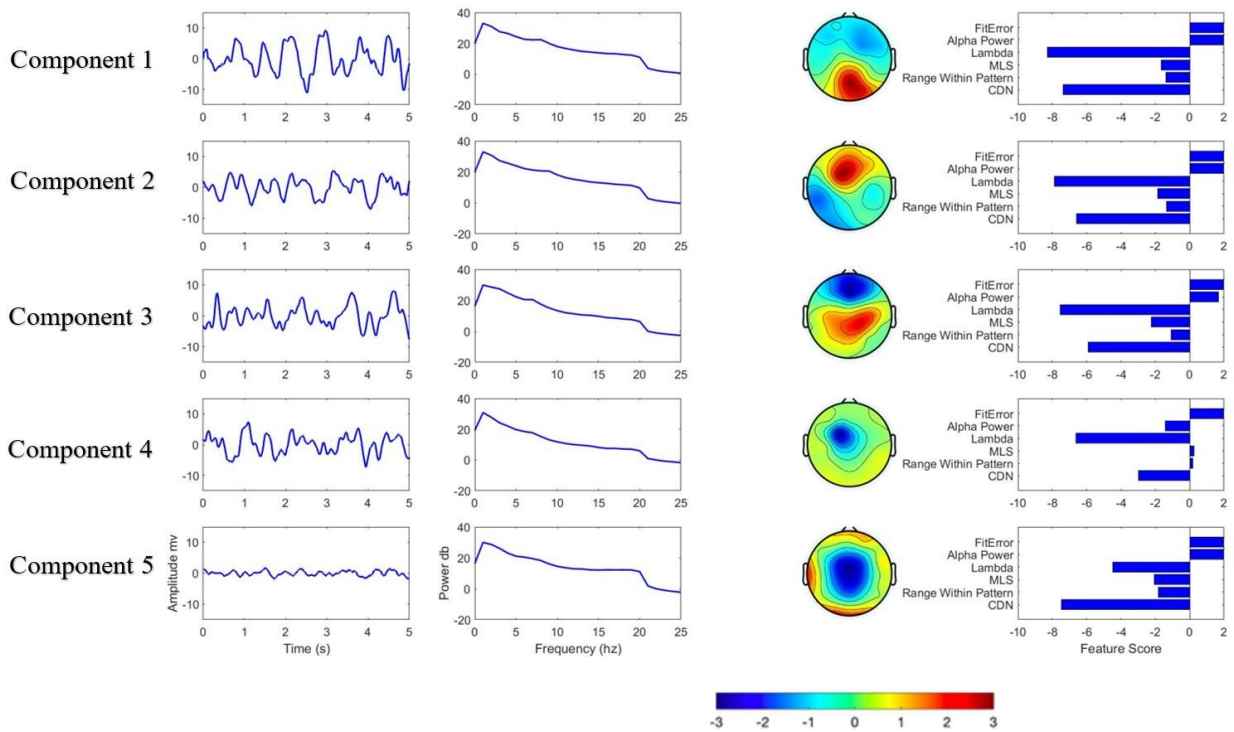 Component 1
10
0
-10
0 1 2 3 4 5
40
20
0
-20
0 5 10 15 20 25
FitError
Alpha Power
Lambda
MLS
Range Within Pattern
CDN
-10 -8 -6 -4 -2 0 2
Component 2
10
0
-10
0 1 2 3 4 5
40
20
0
-20
0 5 10 15 20 25
FitError
Alpha Power
Lambda
MLS
Range Within Pattern
CDN
-10 -8 -6 -4 -2 0 2
Component 3
10
0
-10
0 1 2 3 4 5
40
20
0
-20
0 5 10 15 20 25
FitError
Alpha Power
Lambda
MLS
Range Within Pattern
CDN
-10 -8 -6 -4 -2 0 2
Component 4
10
0
-10
0 1 2 3 4 5
40
20
0
-20
0 5 10 15 20 25
FitError
Alpha Power
Lambda
MLS
Range Within Pattern
CDN
-10 -8 -6 -4 -2 0 2
Component 5
Amplitude mv
10
0
-10
0 1 2 3 4 5
Time (s)
Power db
40
20
0
-20
0 5 10 15 20 25
Frequency (hz)
FitError
Alpha Power
Lambda
MLS
Range Within Pattern
CDN
-10 -8 -6 -4 -2 0 2
Feature Score
-3 -2 -1 0 1 2 3